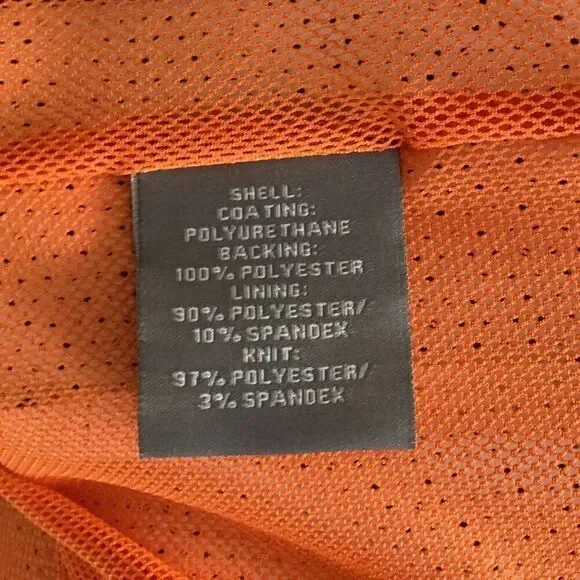 SHELL:
COATING:
POLYURETHANE
BACKING:
100% POLYESTER
LINING:
90% POLYESTER/
10% SPANDEX
KNIT:
97% POLYESTER/
3% SPANDEX